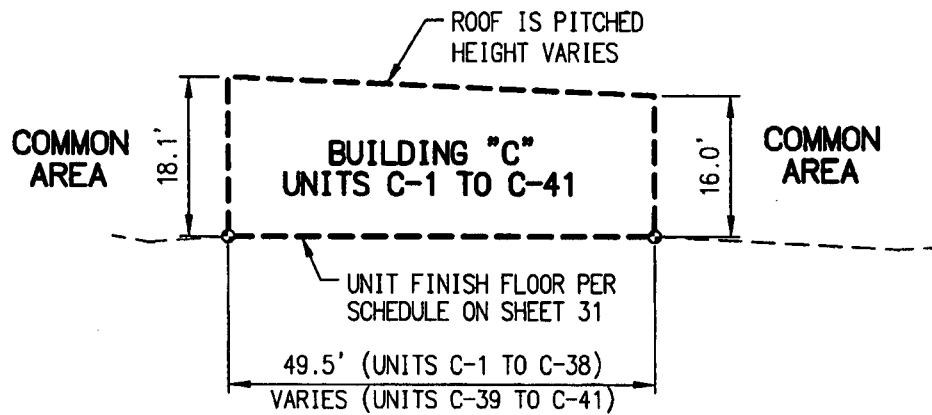 ROOF IS PITCHED
HEIGHT VARIES
COMMON
AREA
18.1'
BUILDING "C"
UNITS C-1 TO C-41
16.0'
COMMON
AREA
UNIT FINISH FLOOR PER
SCHEDULE ON SHEET 31
49.5' (UNITS C-1 TO C-38)
VARIES (UNITS C-39 TO C-41)